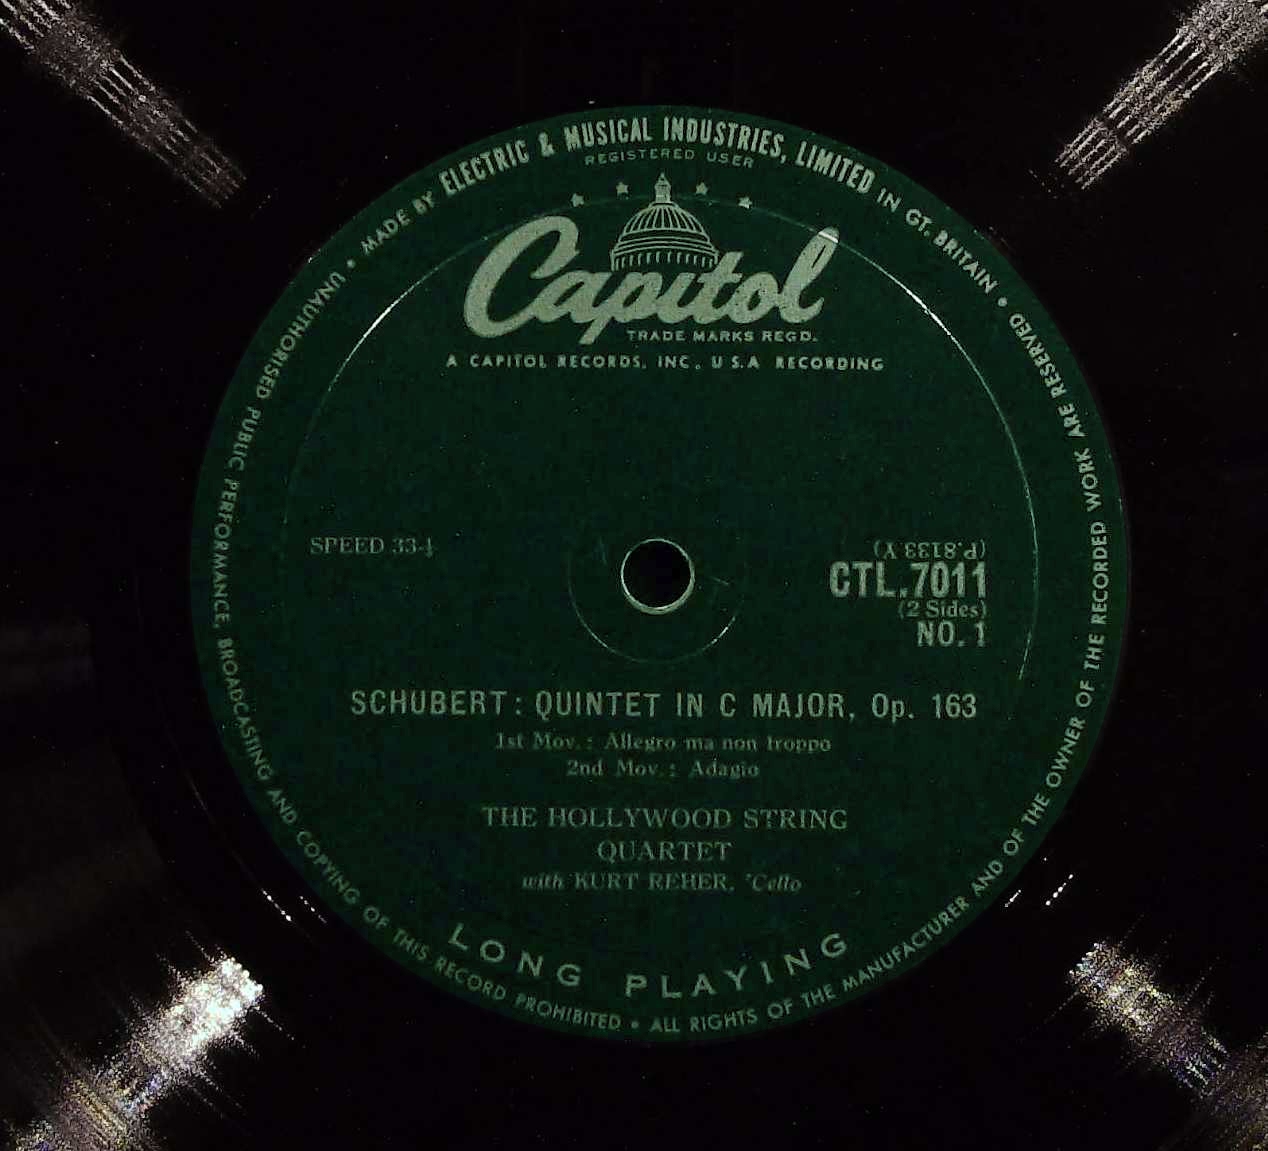 MADE BY ELECTRIC & MUSICAL INDUSTRIES, LIMITED IN GT. BRITAIN •
REGISTERED USER
Capitol
TRADE MARKS REGD.
A CAPITOL RECORDS, INC., U.S.A RECORDING
SPEED 33⅓
(P.8133 Y)
CTL.7011
(2 Sides)
NO. 1
SCHUBERT: QUINTET IN C MAJOR, Op. 163
1st Mov.: Allegro ma non troppo
2nd Mov.: Adagio
THE HOLLYWOOD STRING
QUARTET
with KURT REHER, 'Cello
LONG PLAYING
UNAUTHORISED PUBLIC PERFORMANCE, BROADCASTING AND COPYING OF THIS RECORD PROHIBITED • ALL RIGHTS OF THE MANUFACTURER AND OF THE OWNER OF THE RECORDED WORK ARE RESERVED •